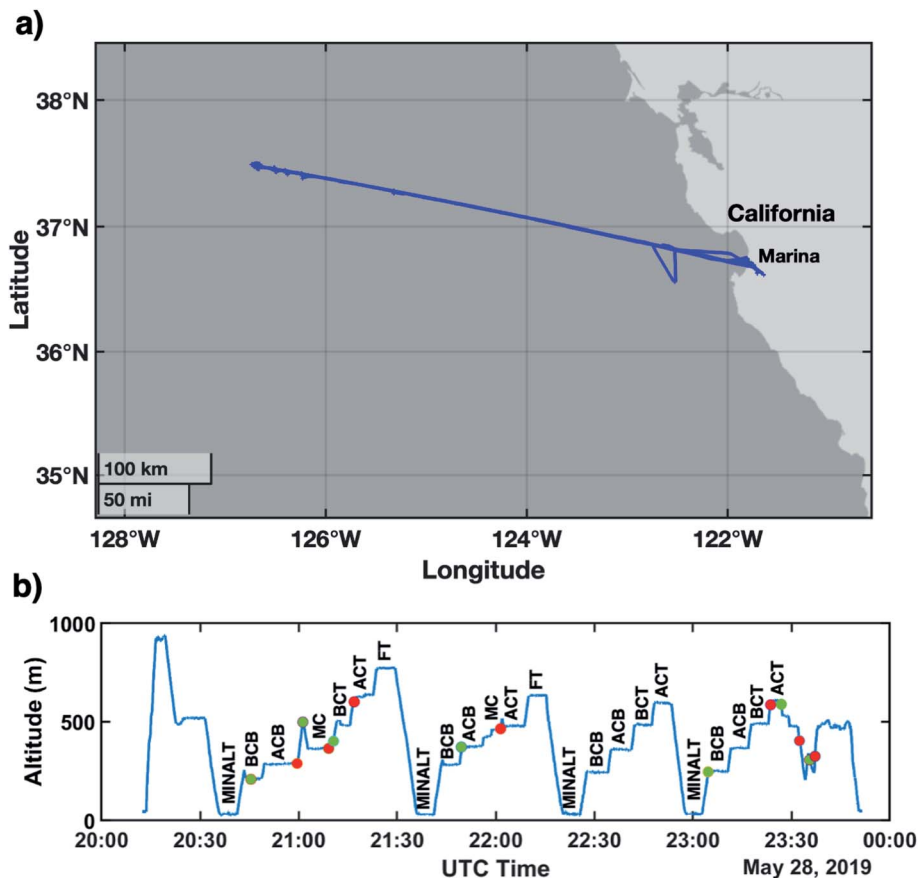 a)
38°N
37°N
36°N
35°N
Latitude
California
Marina
100 km
50 mi
128°W 126°W 124°W 122°W
Longitude
b)
1000
500
0
Altitude (m)
MINALT BCB ACB MC BCT ACT FT
MINALT BCB ACB MC ACT FT
MINALT BCB ACB BCT ACT
MINALT BCB ACB BCT ACT
20:00 20:30 21:00 21:30 22:00 22:30 23:00 23:30 00:00
UTC Time
May 28, 2019